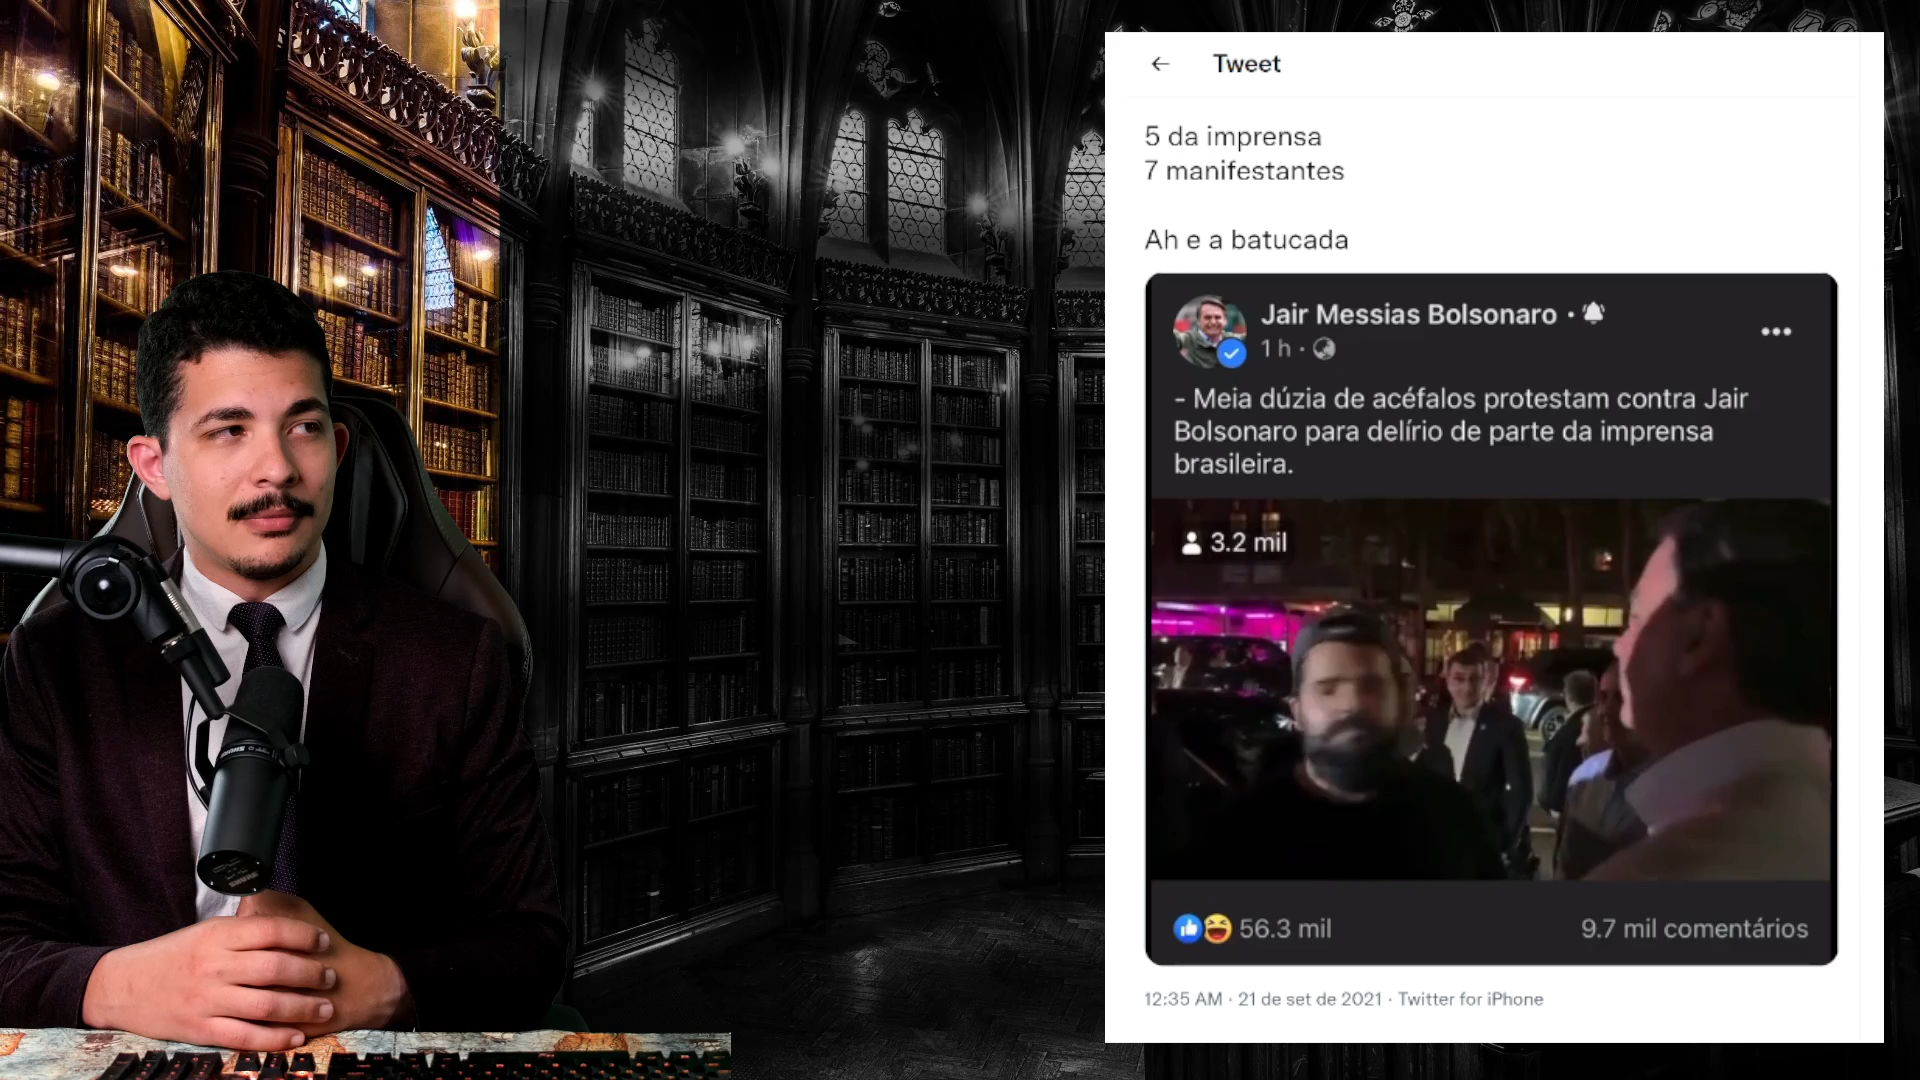 Tweet
5 da imprensa
7 manifestantes
Ah e a batucada
Jair Messias Bolsonaro ·
1 h ·
- Meia dúzia de acéfalos protestam contra Jair
Bolsonaro para delírio de parte da imprensa
brasileira.
3.2 mil
56.3 mil
9.7 mil comentários
12:35 AM · 21 de set de 2021 · Twitter for iPhone
SHURE